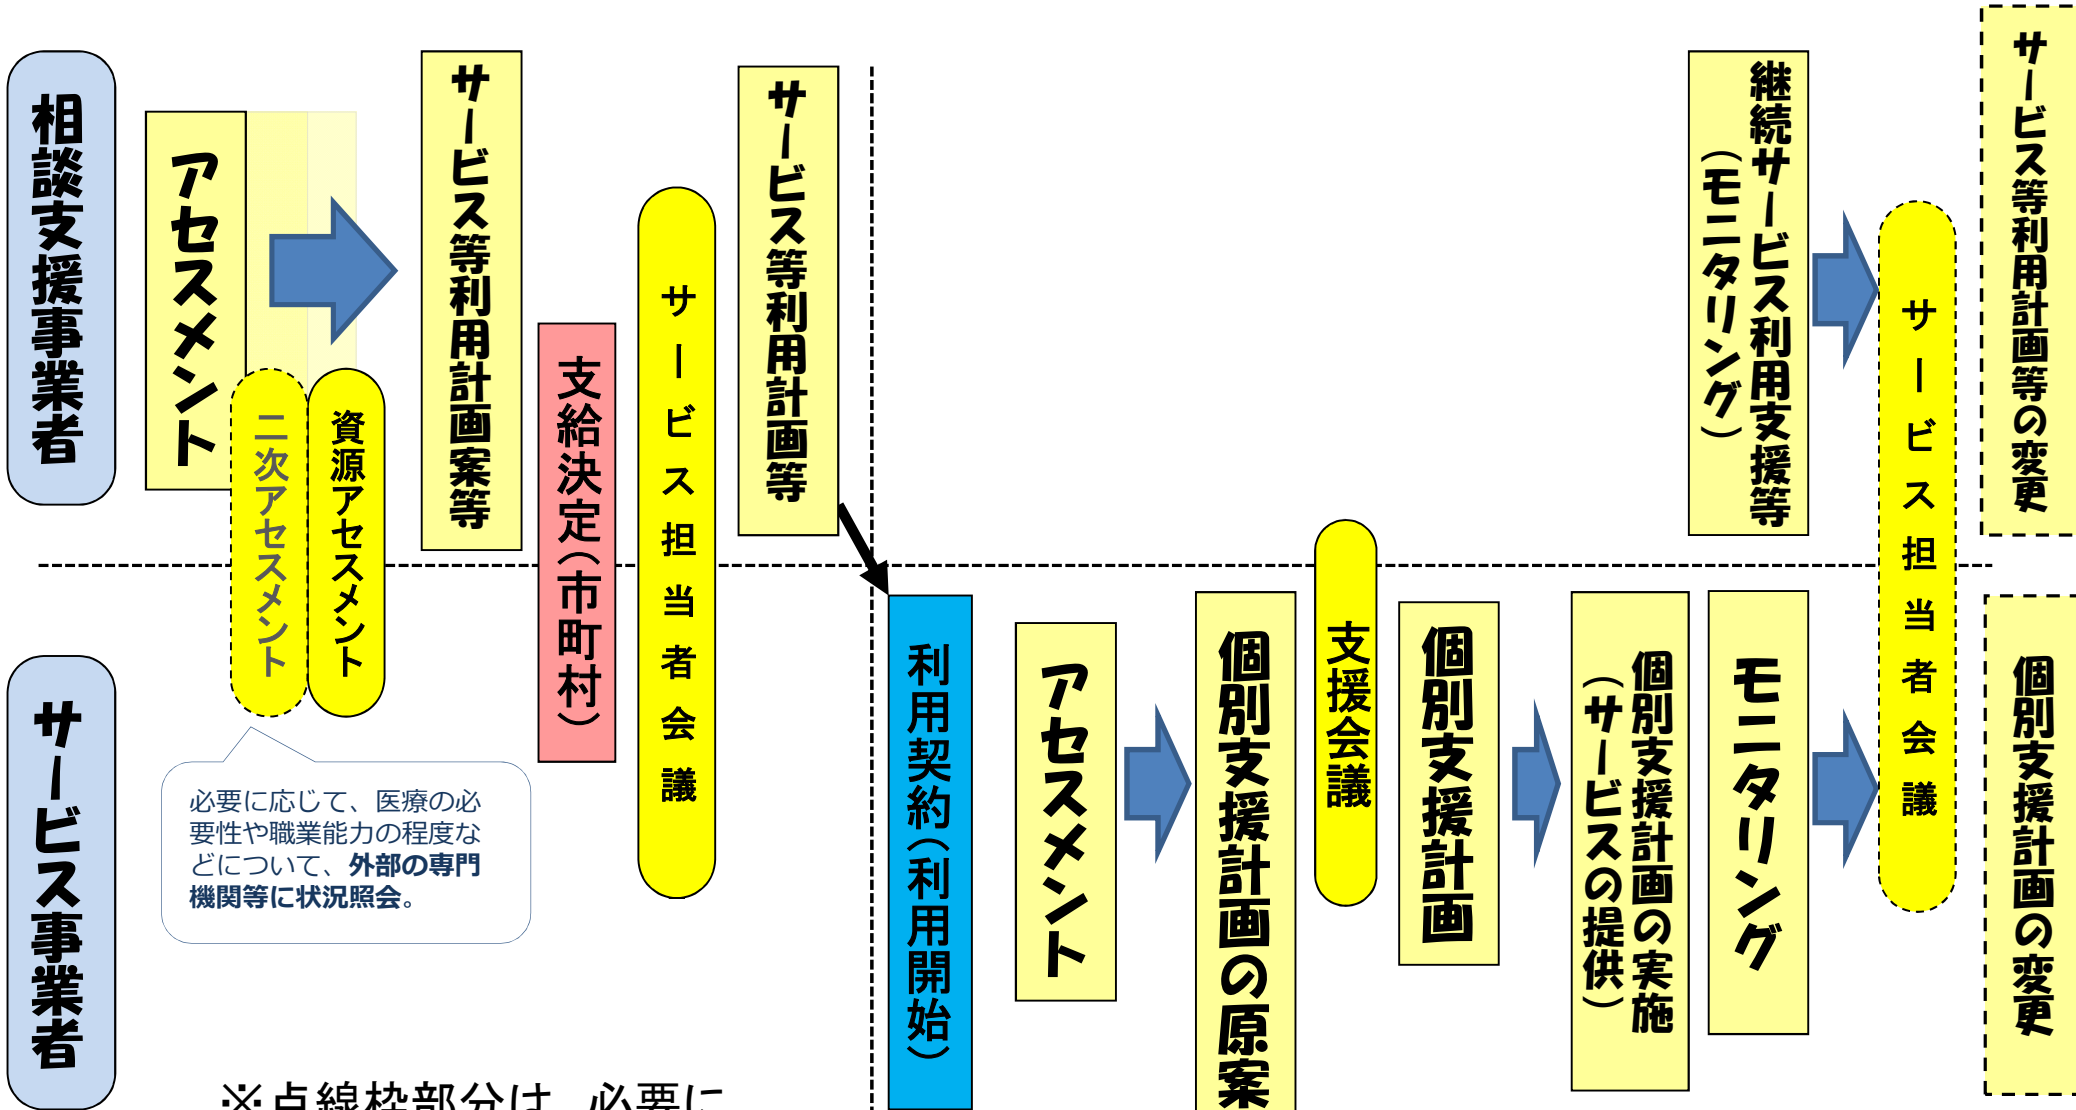 相談支援事業者
アセスメント
二次アセスメント
資源アセスメント
サービス等利用計画案等
支給決定（市町村）
サービス担当者会議
サービス等利用計画等
継続サービス利用支援等
（モニタリング）
サービス担当者会議
サービス等利用計画等の変更
サービス事業者
必要に応じて、医療の必
要性や職業能力の程度な
どについて、外部の専門
機関等に状況照会。
利用契約（利用開始）
アセスメント
個別支援計画の原案
支援会議
個別支援計画
個別支援計画の実施
（サービスの提供）
モニタリング
個別支援計画の変更
※点線枠部分は、必要に